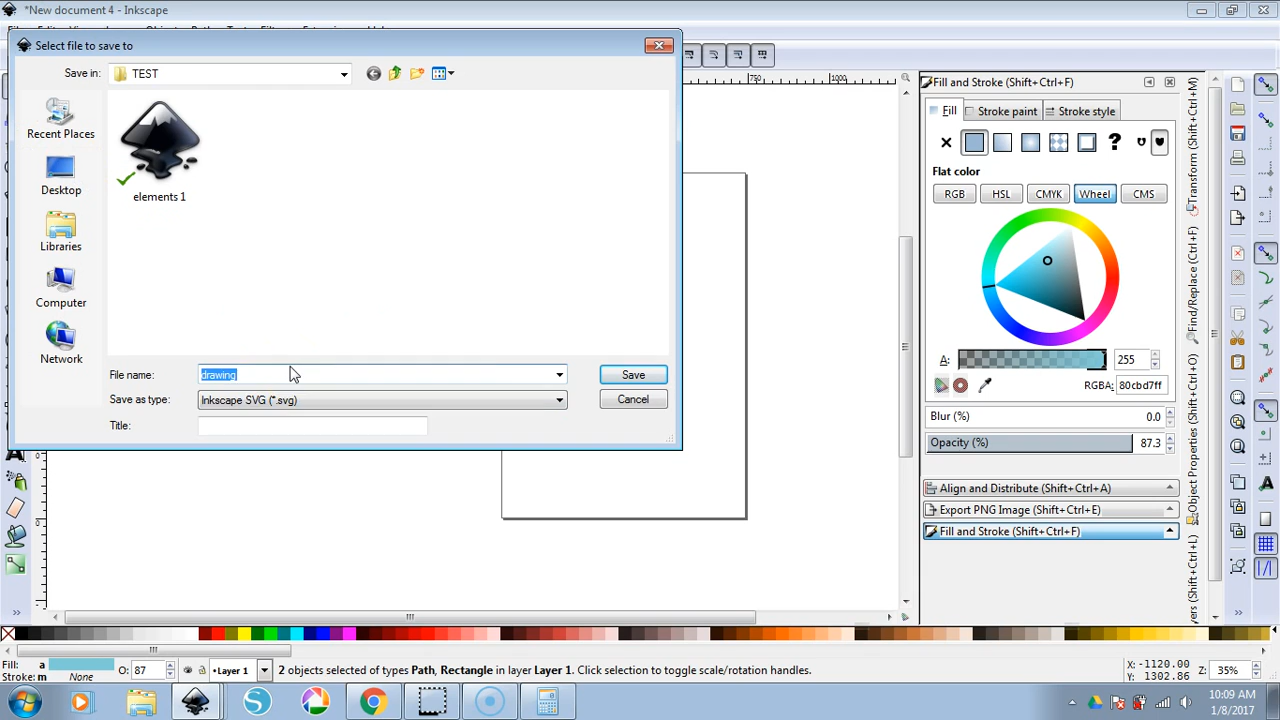 *New document 4 - Inkscape
Select file to save to
Save in:
TEST
Recent Places
Desktop
Libraries
Computer
Network
elements 1
File name:
drawing
Save
Save as type:
Inkscape SVG (*.svg)
Cancel
Title:
750
1000
Fill and Stroke (Shift+Ctrl+F)
Fill
Stroke paint
Stroke style
?
Flat color
RGB
HSL
CMYK
Wheel
CMS
A:
255
RGBA:
80cbd7ff
Blur (%)
0.0
Opacity (%)
87.3
Align and Distribute (Shift+Ctrl+A)
Export PNG Image (Shift+Ctrl+E)
Fill and Stroke (Shift+Ctrl+F)
Transform (Shift+Ctrl+M)
Find/Replace (Ctrl+F)
Object Properties (Shift+Ctrl+O)
Layers (Shift+Ctrl+L)
Fill:
a
Stroke:
m
None
O:
87
Layer 1
2 objects selected of types Path, Rectangle in layer Layer 1. Click selection to toggle scale/rotation handles.
X: -1120.00
Y: 1302.86
Z:
35%
10:09 AM
1/8/2017